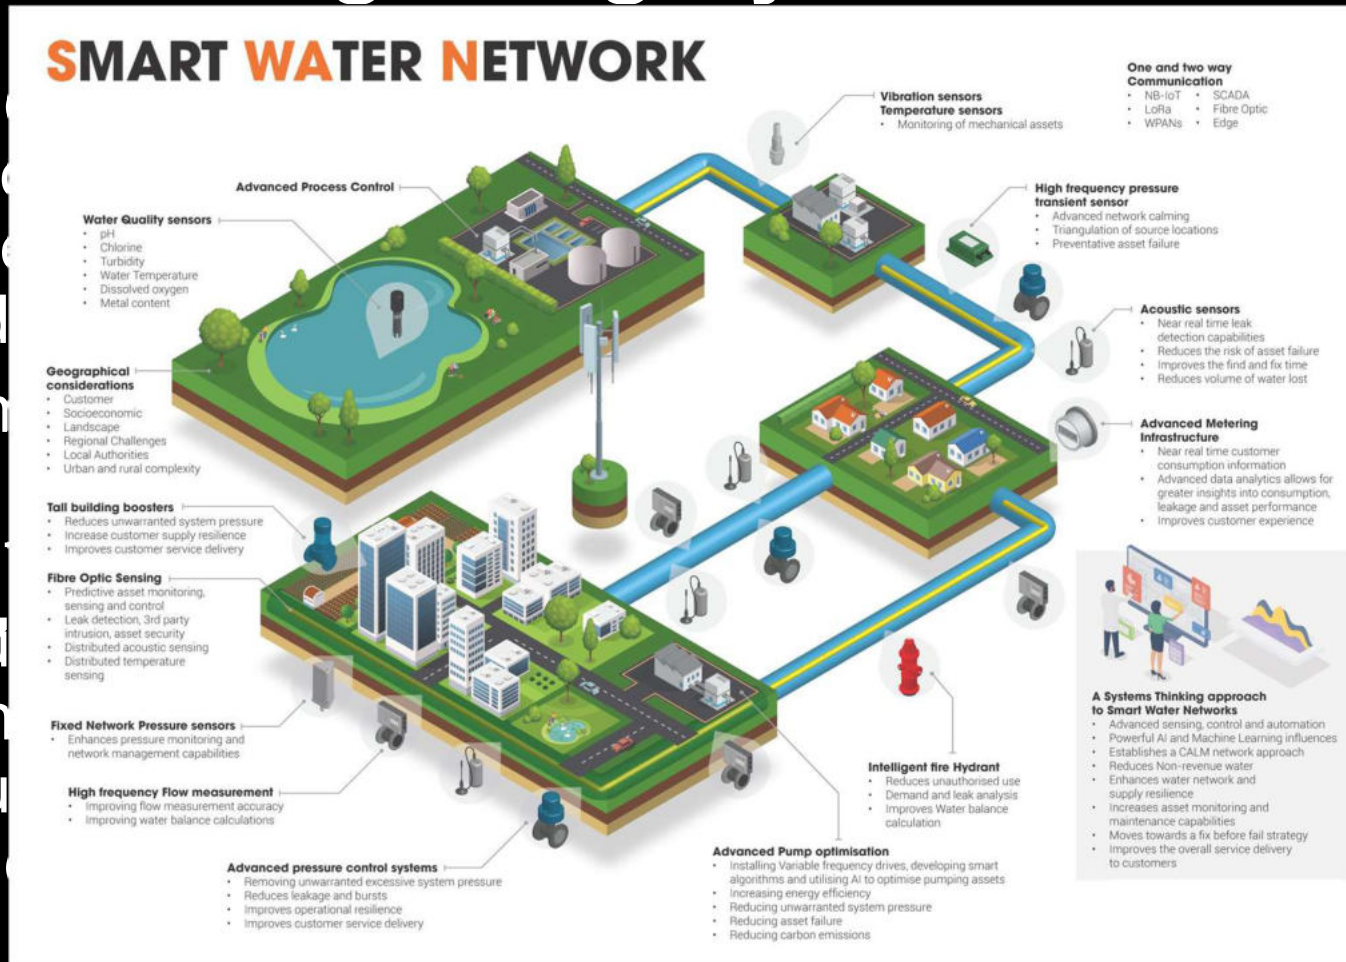 SMART WATER NETWORK
One and two way
Communication
• NB-IoT • SCADA
• LoRa • Fibre Optic
• WPANs • Edge
Vibration sensors
Temperature sensors
• Monitoring of mechanical assets
Advanced Process Control
High frequency pressure
transient sensor
• Advanced network calming
• Triangulation of source locations
• Preventative asset failure
Water Quality sensors
• pH
• Chlorine
• Turbidity
• Water Temperature
• Dissolved oxygen
• Metal content
Acoustic sensors
• Near real time leak
detection capabilities
• Reduces the risk of asset failure
• Improves the find and fix time
• Reduces volume of water lost
Geographical
considerations
• Customer
• Socioeconomic
• Landscape
• Regional Challenges
• Local Authorities
• Urban and rural complexity
Advanced Metering
Infrastructure
• Near real time customer
consumption information
• Advanced data analytics allows for
greater insights into consumption,
leakage and asset performance
• Improves customer experience
Tall building boosters
• Reduces unwarranted system pressure
• Increase customer supply resilience
• Improves customer service delivery
Fibre Optic Sensing
• Predictive asset monitoring,
sensing and control
• Leak detection, 3rd party
intrusion, asset security
• Distributed acoustic sensing
• Distributed temperature
sensing
A Systems Thinking approach
to Smart Water Networks
• Advanced sensing, control and automation
• Powerful AI and Machine Learning influences
• Establishes a CALM network approach
• Reduces Non-revenue water
• Enhances water network and
supply resilience
• Increases asset monitoring and
maintenance capabilities
• Moves towards a fix before fail strategy
• Improves the overall service delivery
to customers
Fixed Network Pressure sensors
• Enhances pressure monitoring and
network management capabilities
High frequency Flow measurement
• Improving flow measurement accuracy
• Improving water balance calculations
Intelligent fire Hydrant
• Reduces unauthorised use
• Demand and leak analysis
• Improves Water balance
calculation
Advanced pressure control systems
• Removing unwarranted excessive system pressure
• Reduces leakage and bursts
• Improves operational resilience
• Improves customer service delivery
Advanced Pump optimisation
• Installing Variable frequency drives, developing smart
algorithms and utilising AI to optimise pumping assets
• Increasing energy efficiency
• Reducing unwarranted system pressure
• Reducing asset failure
• Reducing carbon emissions